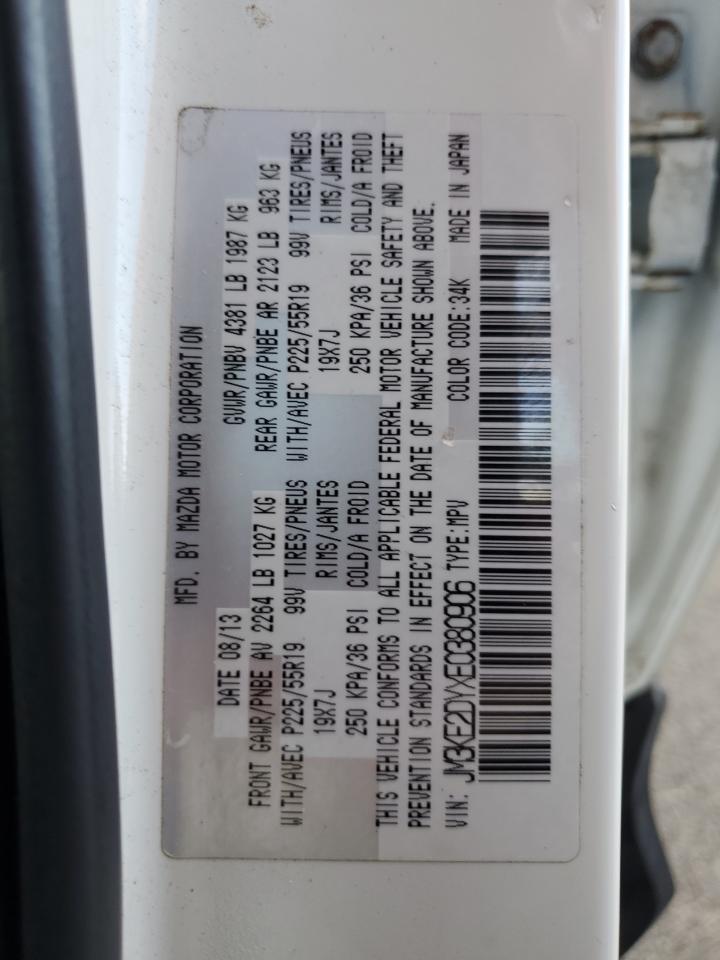 MFD. BY MAZDA MOTOR CORPORATION
DATE 08/13 GVWR/PNBV 4381 LB 1987 KG
FRONT GAWR/PNBE AV 2264 LB 1027 KG REAR GAWR/PNBE AR 2123 LB 963 KG
WITH/AVEC P225/55R19 99V TIRES/PNEUS WITH/AVEC P225/55R19 99V TIRES/PNEUS
19X7J RIMS/JANTES 19X7J RIMS/JANTES
250 KPA/36 PSI COLD/A FROID 250 KPA/36 PSI COLD/A FROID
THIS VEHICLE CONFORMS TO ALL APPLICABLE FEDERAL MOTOR VEHICLE SAFETY AND THEFT
PREVENTION STANDARDS IN EFFECT ON THE DATE OF MANUFACTURE SHOWN ABOVE.
VIN: JM3KE2DYXE0380906 TYPE:MPV COLOR CODE:34K MADE IN JAPAN